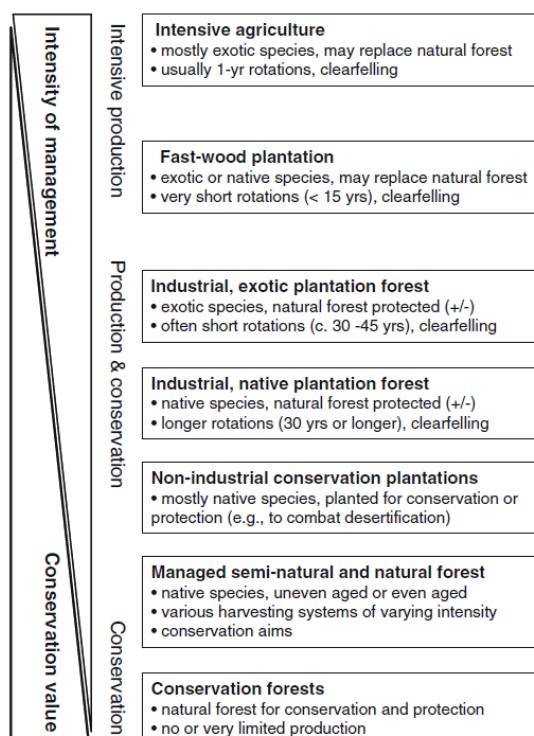 Intensity of management
Conservation value
Intensive production
Production & conservation
Conservation
Intensive agriculture
• mostly exotic species, may replace natural forest
• usually 1-yr rotations, clearfelling
Fast-wood plantation
• exotic or native species, may replace natural forest
• very short rotations (< 15 yrs), clearfelling
Industrial, exotic plantation forest
• exotic species, natural forest protected (+/-)
• often short rotations (c. 30 -45 yrs), clearfelling
Industrial, native plantation forest
• native species, natural forest protected (+/-)
• longer rotations (30 yrs or longer), clearfelling
Non-industrial conservation plantations
• mostly native species, planted for conservation or
protection (e.g., to combat desertification)
Managed semi-natural and natural forest
• native species, uneven aged or even aged
• various harvesting systems of varying intensity
• conservation aims
Conservation forests
• natural forest for conservation and protection
• no or very limited production